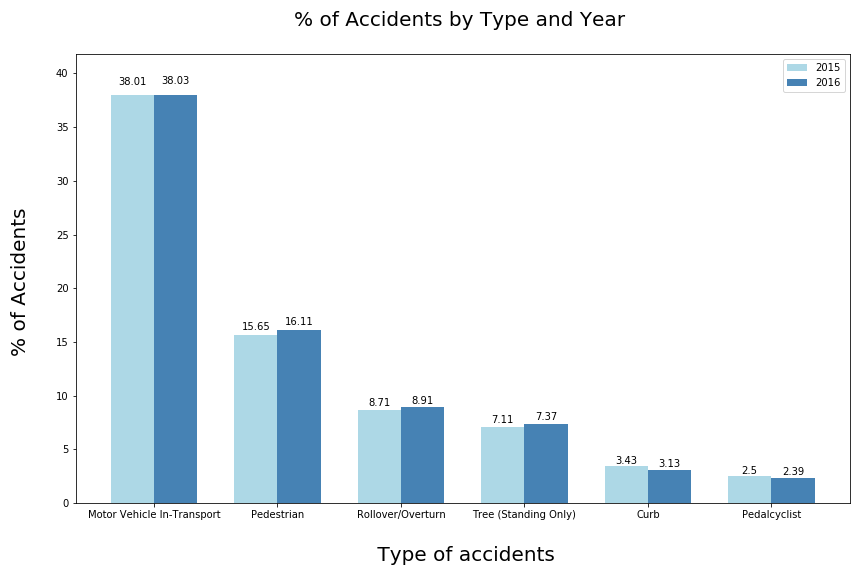 % of Accidents by Type and Year
2015
2016
% of Accidents
40
35
30
25
20
15
10
5
0
38.01
38.03
15.65
16.11
8.71
8.91
7.11
7.37
3.43
3.13
2.5
2.39
Motor Vehicle In-Transport
Pedestrian
Rollover/Overturn
Tree (Standing Only)
Curb
Pedalcyclist
Type of accidents